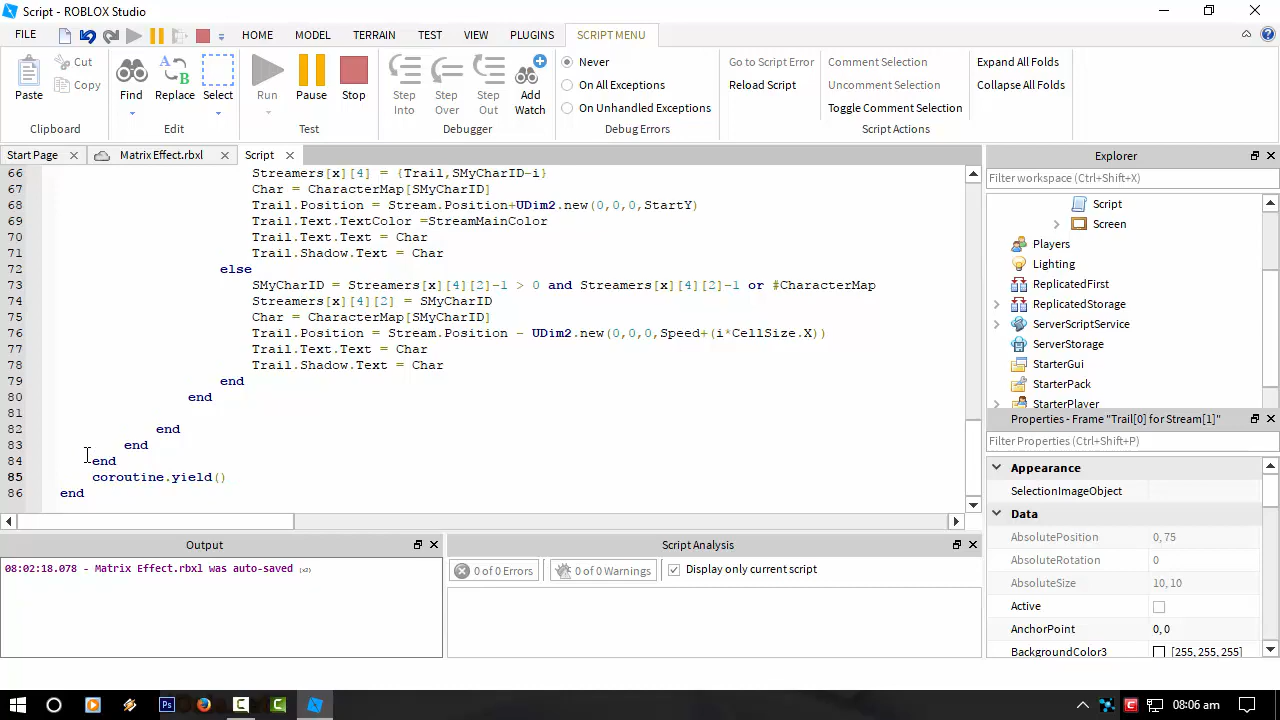 Script - ROBLOX Studio
FILE HOME MODEL TERRAIN TEST VIEW PLUGINS SCRIPT MENU
Paste Cut Copy Find Replace Select Run Pause Stop Step Into Step Over Step Out Add Watch
Never
On All Exceptions
On Unhandled Exceptions
Go to Script Error
Reload Script
Comment Selection
Uncomment Selection
Toggle Comment Selection
Expand All Folds
Collapse All Folds
Clipboard Edit Test Debugger Debug Errors Script Actions
Start Page Matrix Effect.rbxl Script
66 Streamers[x][4] = {Trail,SMyCharID-i}
67 Char = CharacterMap[SMyCharID]
68 Trail.Position = Stream.Position+UDim2.new(0,0,0,StartY)
69 Trail.Text.TextColor =StreamMainColor
70 Trail.Text.Text = Char
71 Trail.Shadow.Text = Char
72 else
73 SMyCharID = Streamers[x][4][2]-1 > 0 and Streamers[x][4][2]-1 or #CharacterMap
74 Streamers[x][4][2] = SMyCharID
75 Char = CharacterMap[SMyCharID]
76 Trail.Position = Stream.Position - UDim2.new(0,0,0,Speed+(i*CellSize.X))
77 Trail.Text.Text = Char
78 Trail.Shadow.Text = Char
79 end
80 end
81
82 end
83 end
84 end
85 coroutine.yield()
86 end
Explorer
Filter workspace (Ctrl+Shift+X)
Script
Screen
Players
Lighting
ReplicatedFirst
ReplicatedStorage
ServerScriptService
ServerStorage
StarterGui
StarterPack
StarterPlayer
Properties - Frame "Trail[0] for Stream[1]"
Filter Properties (Ctrl+Shift+P)
Appearance
SelectionImageObject
Data
AbsolutePosition 0, 75
AbsoluteRotation 0
AbsoluteSize 10, 10
Active
AnchorPoint 0, 0
BackgroundColor3 [255, 255, 255]
Output
08:02:18.078 - Matrix Effect.rbxl was auto-saved (x2)
Script Analysis
0 of 0 Errors 0 of 0 Warnings Display only current script
Ps 08:06 am